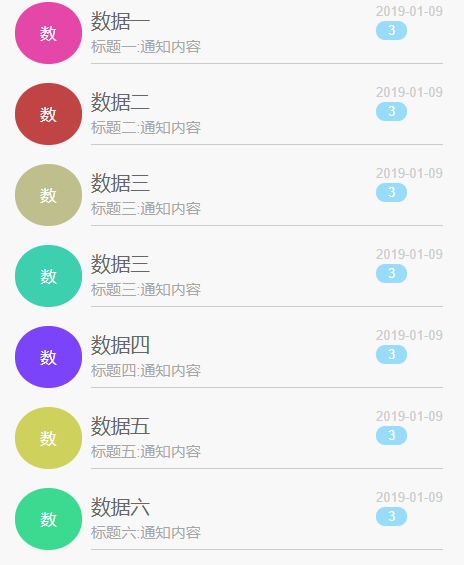 数 数据一 2019-01-09
标题一:通知内容 3
数 数据二 2019-01-09
标题二:通知内容 3
数 数据三 2019-01-09
标题三:通知内容 3
数 数据三 2019-01-09
标题三:通知内容 3
数 数据四 2019-01-09
标题四:通知内容 3
数 数据五 2019-01-09
标题五:通知内容 3
数 数据六 2019-01-09
标题六:通知内容 3